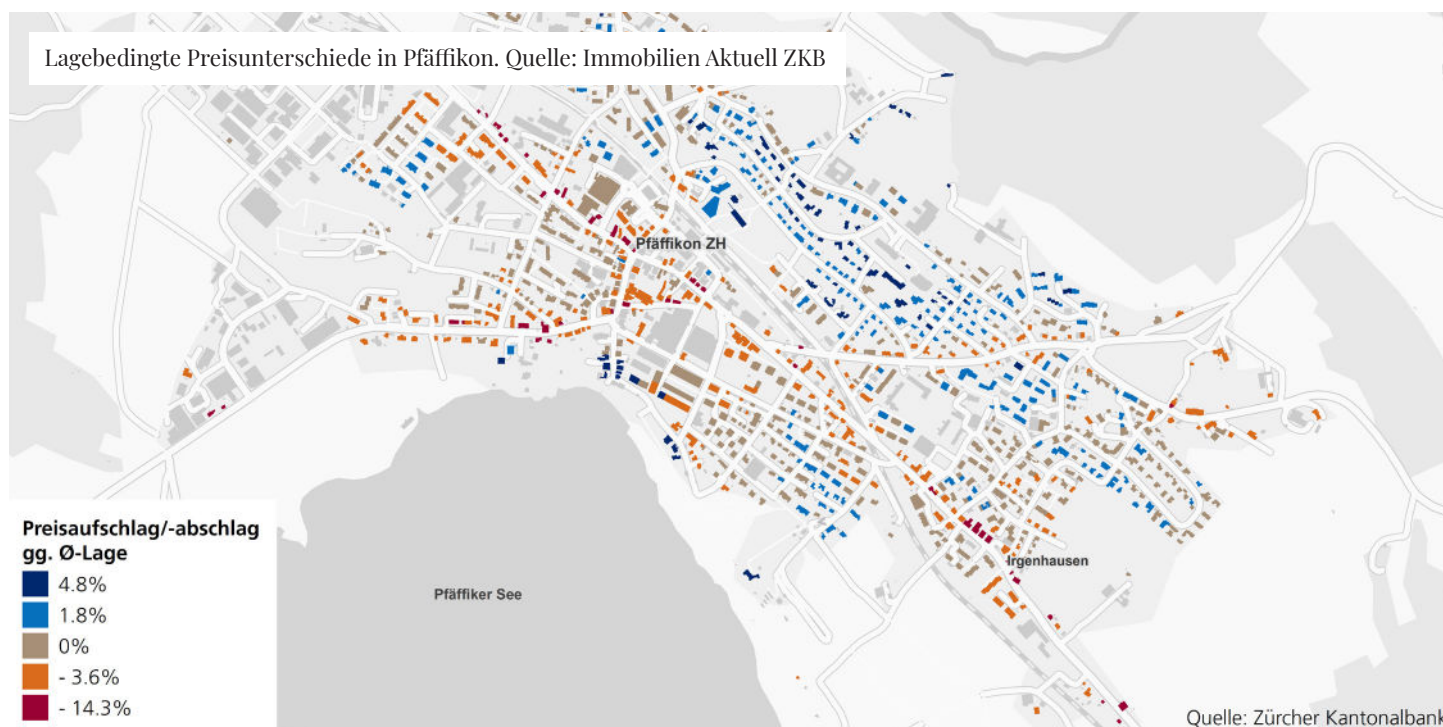 Lagebedingte Preisunterschiede in Pfäffikon. Quelle: Immobilien Aktuell ZKB
Pfäffikon ZH
Irgenhausen
Pfäffiker See
Preisaufschlag/-abschlag
gg. Ø-Lage
4.8%
1.8%
0%
- 3.6%
- 14.3%
Quelle: Zürcher Kantonalbank